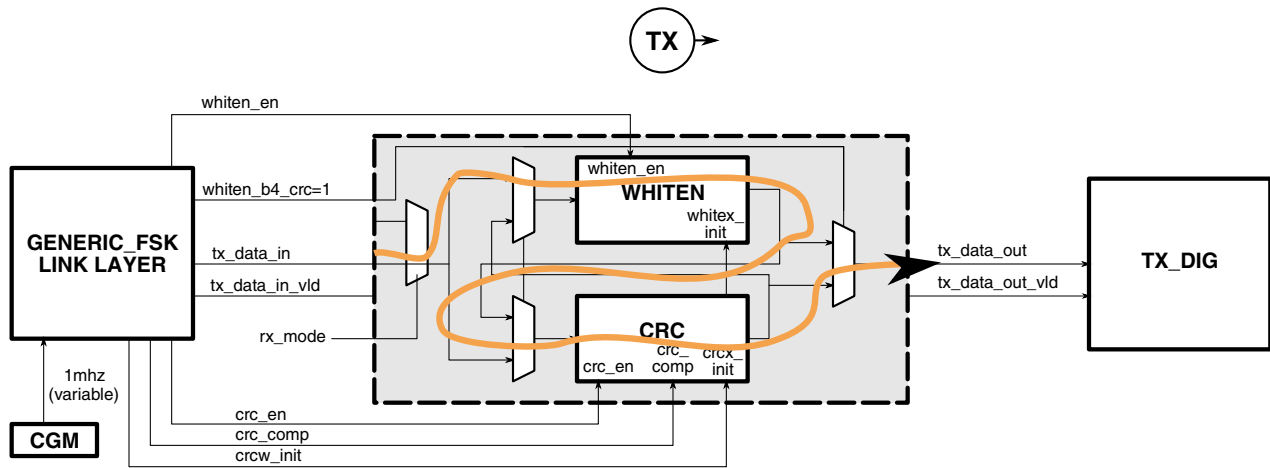 TX
whiten_en
whiten_b4_crc=1
GENERIC_FSK
LINK LAYER
tx_data_in
tx_data_in_vld
rx_mode
1mhz
(variable)
CGM
crc_en
crc_comp
crcw_init
whiten_en
WHITEN
whitex_
init
CRC
crc_en
crc_
comp
crcx_
init
tx_data_out
tx_data_out_vld
TX_DIG